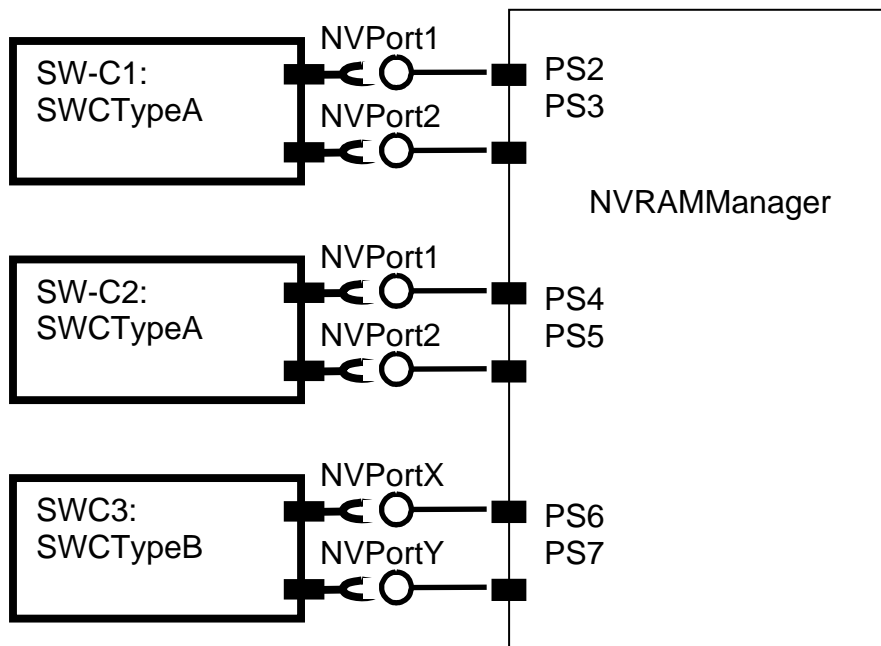 NVPort1
SW-C1:
SWCTypeA
PS2
PS3
NVPort2
NVRAMManager
NVPort1
SW-C2:
SWCTypeA
PS4
PS5
NVPort2
NVPortX
SWC3:
SWCTypeB
PS6
PS7
NVPortY